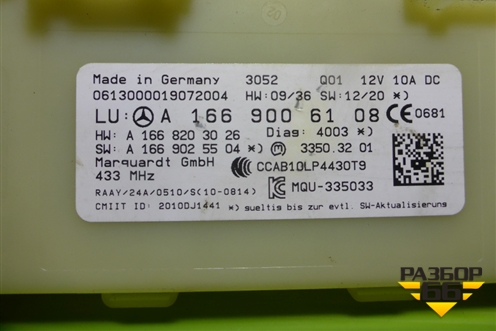 Made in Germany 3052 Q01 12V 10A DC
0613000019072004 HW:09/36 SW:12/20 *)
LU: A 166 900 61 08 CE 0681
HW: A 166 820 30 26 Diag: 4003 *)
SW: A 166 902 55 04 *) m 3350.3201
Marquardt GmbH CCAB10LP4430T9
433 MHz MQU-335033
RAAY/24A/0510/S(10-0814)
CMIIT ID: 2010DJ1441 *) gueltig bis zur evtl. SW-Aktualisierung
РАЗБОР
66